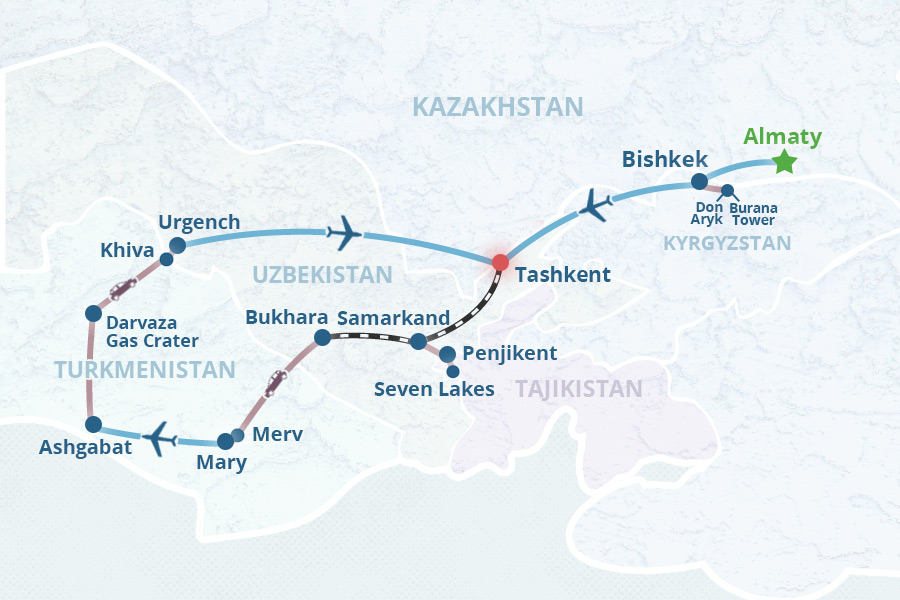 KAZAKHSTAN
Almaty
Bishkek
Don
Aryk
Burana
Tower
KYRGYZSTAN
Urgench
Khiva
UZBEKISTAN
Tashkent
Bukhara
Samarkand
Darvaza
Gas Crater
Penjikent
TURKMENISTAN
Seven Lakes
TAJIKISTAN
Ashgabat
Merv
Mary